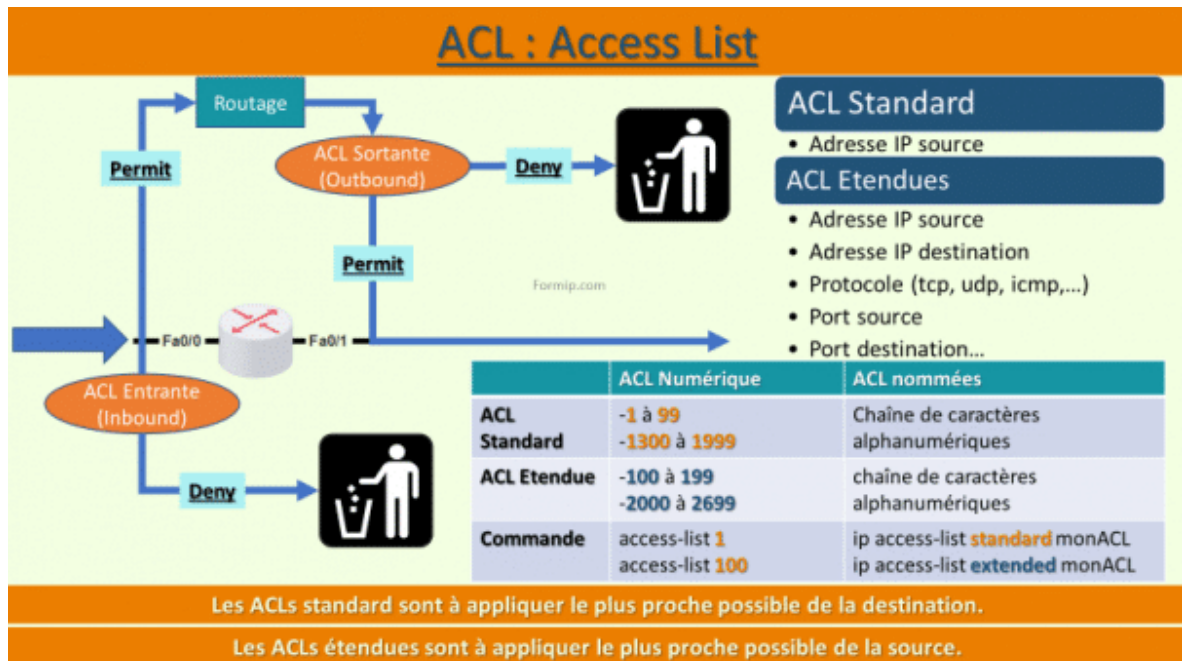 ACL : Access List
Routage
Permit
ACL Sortante
(Outbound)
Deny
Permit
Formip.com
Fa0/0
Fa0/1
ACL Entrante
(Inbound)
Deny
ACL Standard
• Adresse IP source
ACL Etendues
• Adresse IP source
• Adresse IP destination
• Protocole (tcp, udp, icmp,...)
• Port source
• Port destination...
ACL Numérique ACL nommées
ACL -1 à 99 Chaîne de caractères
Standard -1300 à 1999 alphanumériques
ACL Etendue -100 à 199 chaîne de caractères
-2000 à 2699 alphanumériques
Commande access-list 1 ip access-list standard monACL
access-list 100 ip access-list extended monACL
Les ACLs standard sont à appliquer le plus proche possible de la destination.
Les ACLs étendues sont à appliquer le plus proche possible de la source.